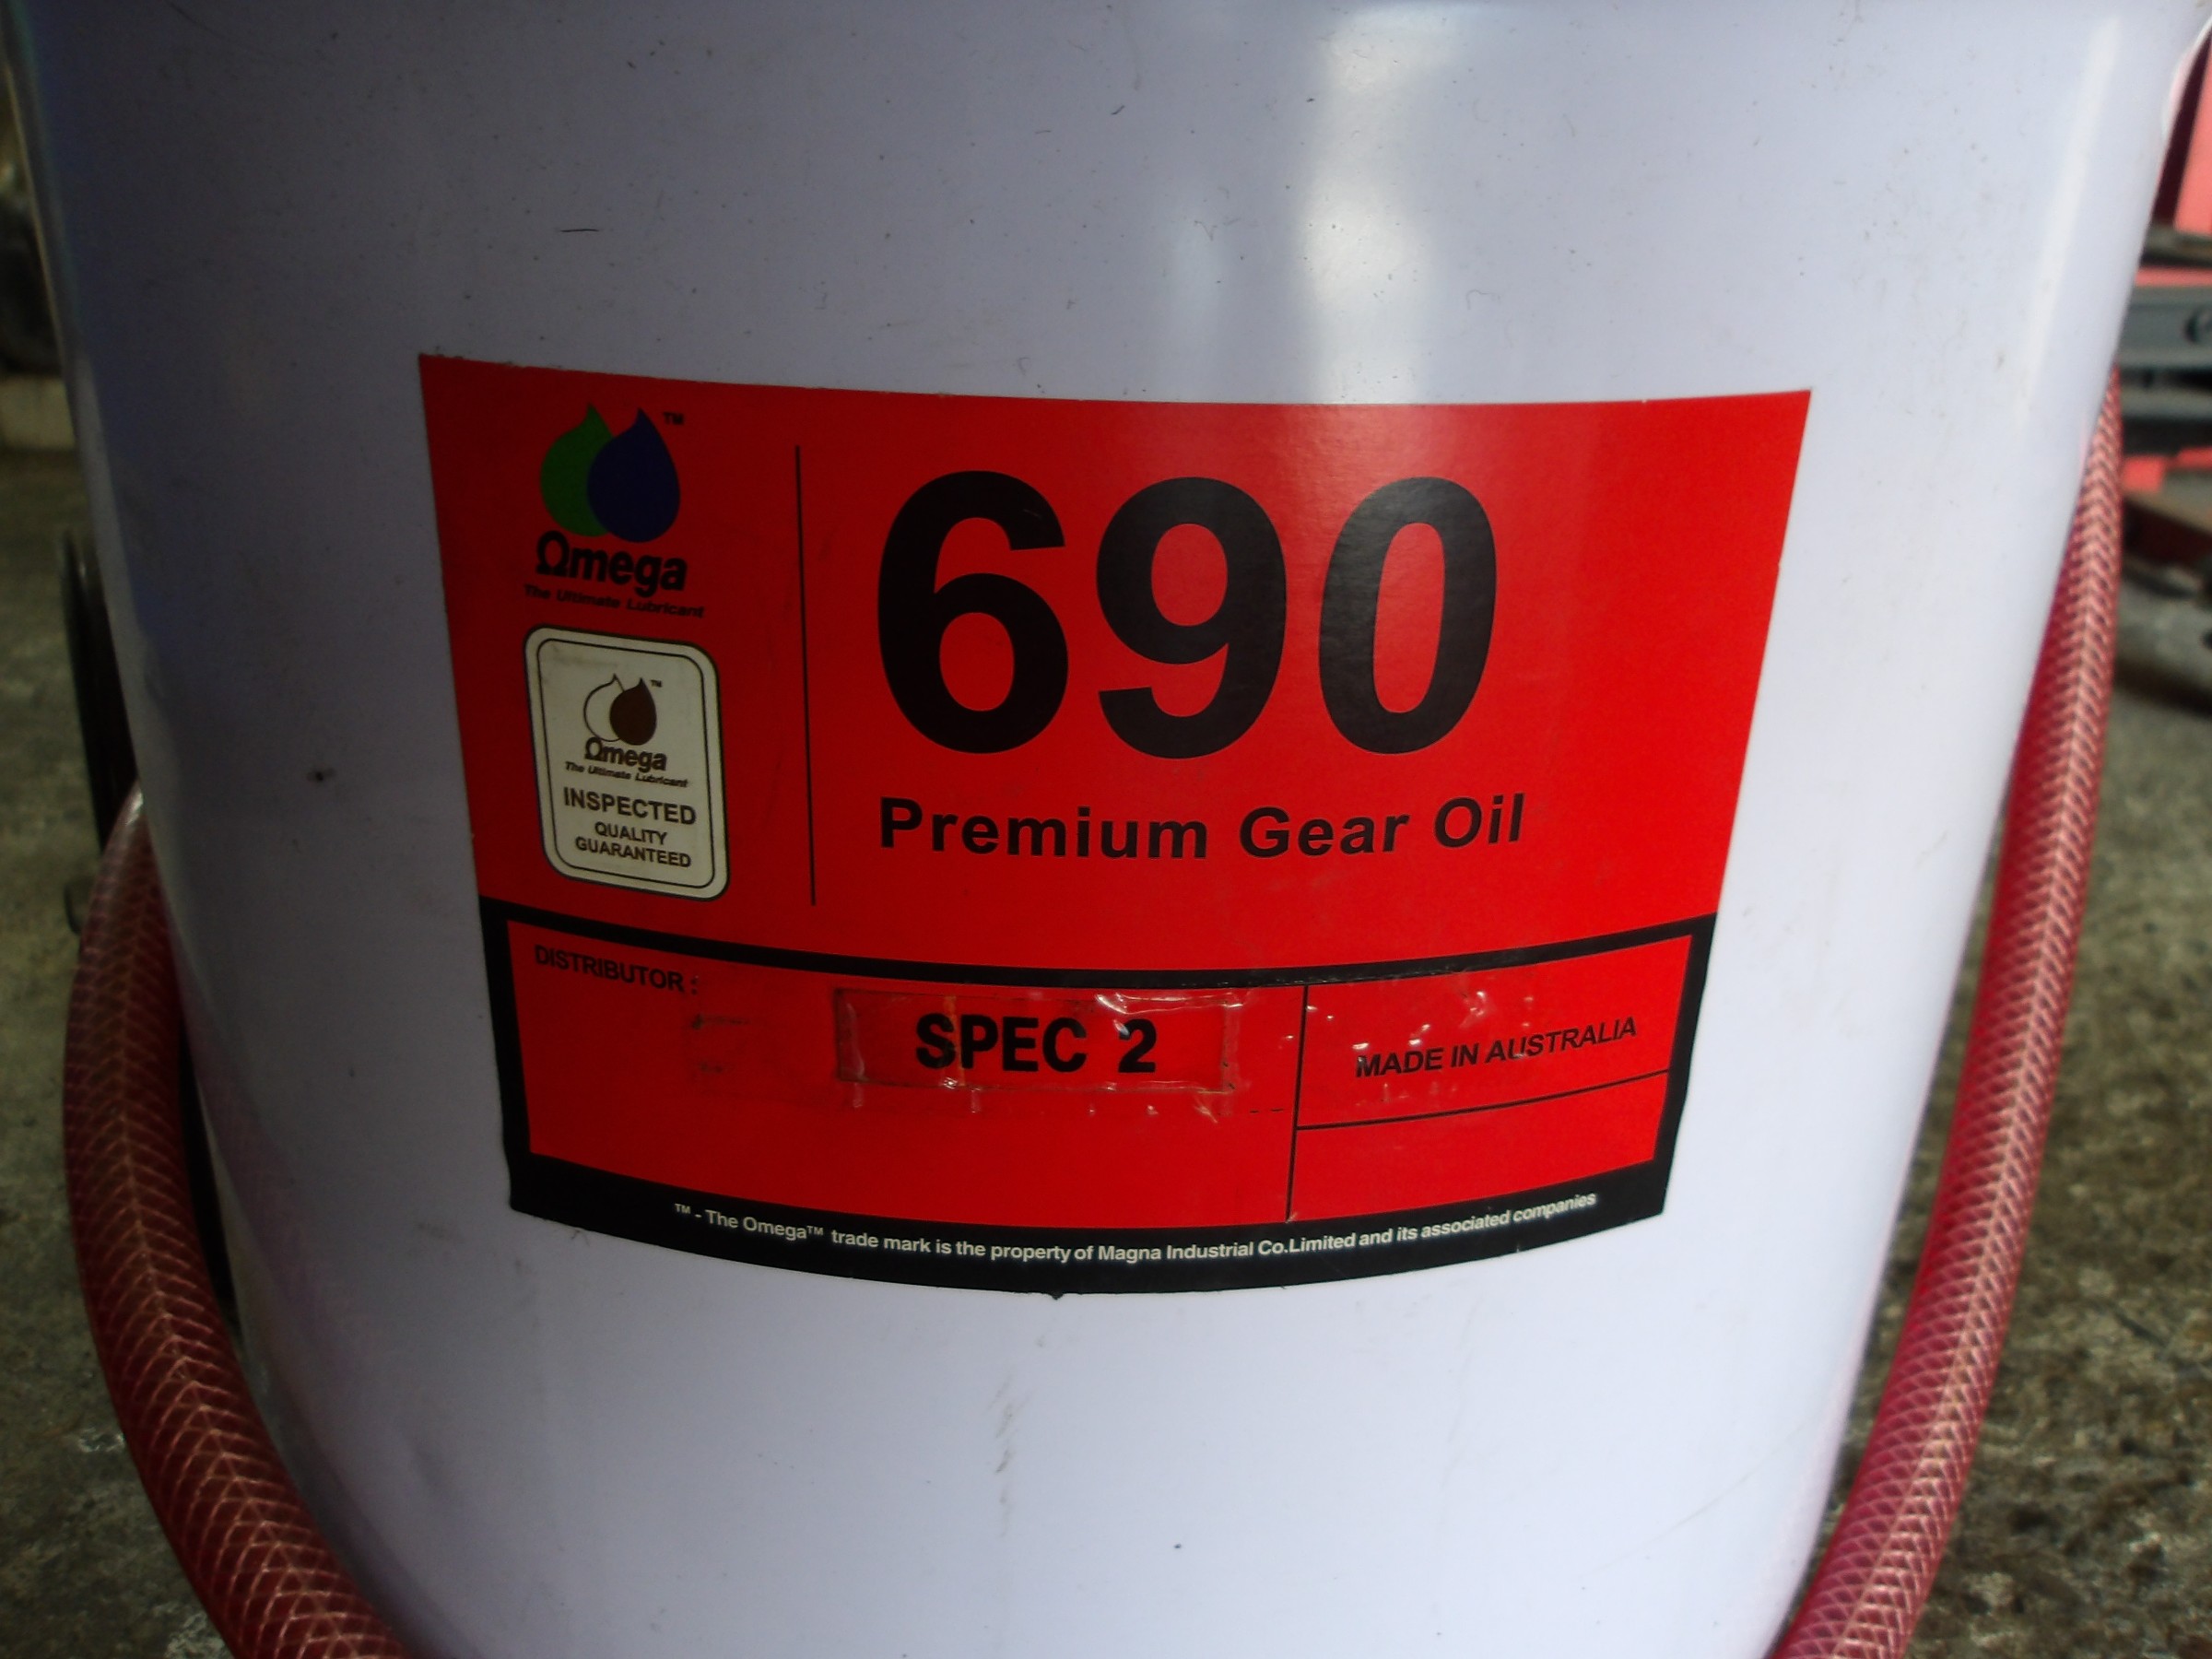 TM
Ωmega
The Ultimate Lubricant
TM
Ωmega
The Ultimate Lubricant
INSPECTED
QUALITY
GUARANTEED
690
Premium Gear Oil
DISTRIBUTOR :
SPEC 2
MADE IN AUSTRALIA
TM - The Omega™ trade mark is the property of Magna Industrial Co.Limited and its associated companies